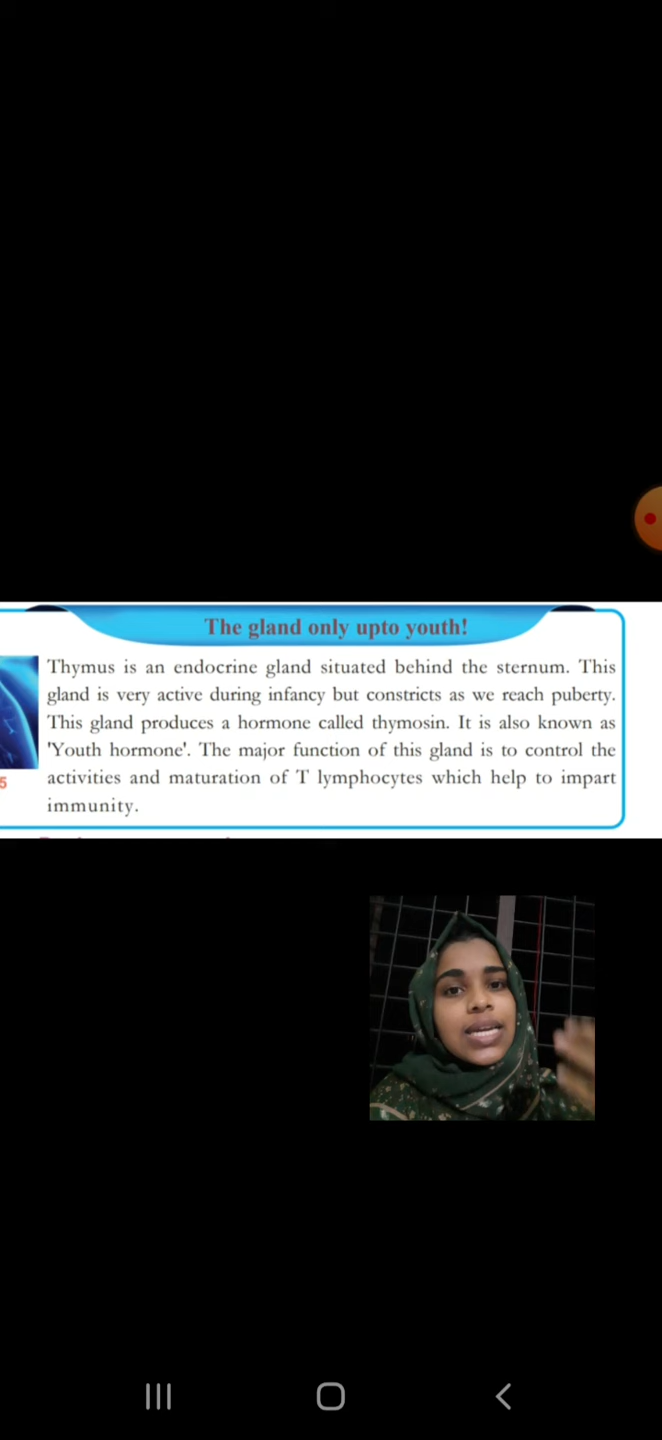 The gland only upto youth!
Thymus is an endocrine gland situated behind the sternum. This
gland is very active during infancy but constricts as we reach puberty.
This gland produces a hormone called thymosin. It is also known as
'Youth hormone'. The major function of this gland is to control the
activities and maturation of T lymphocytes which help to impart
immunity.
5